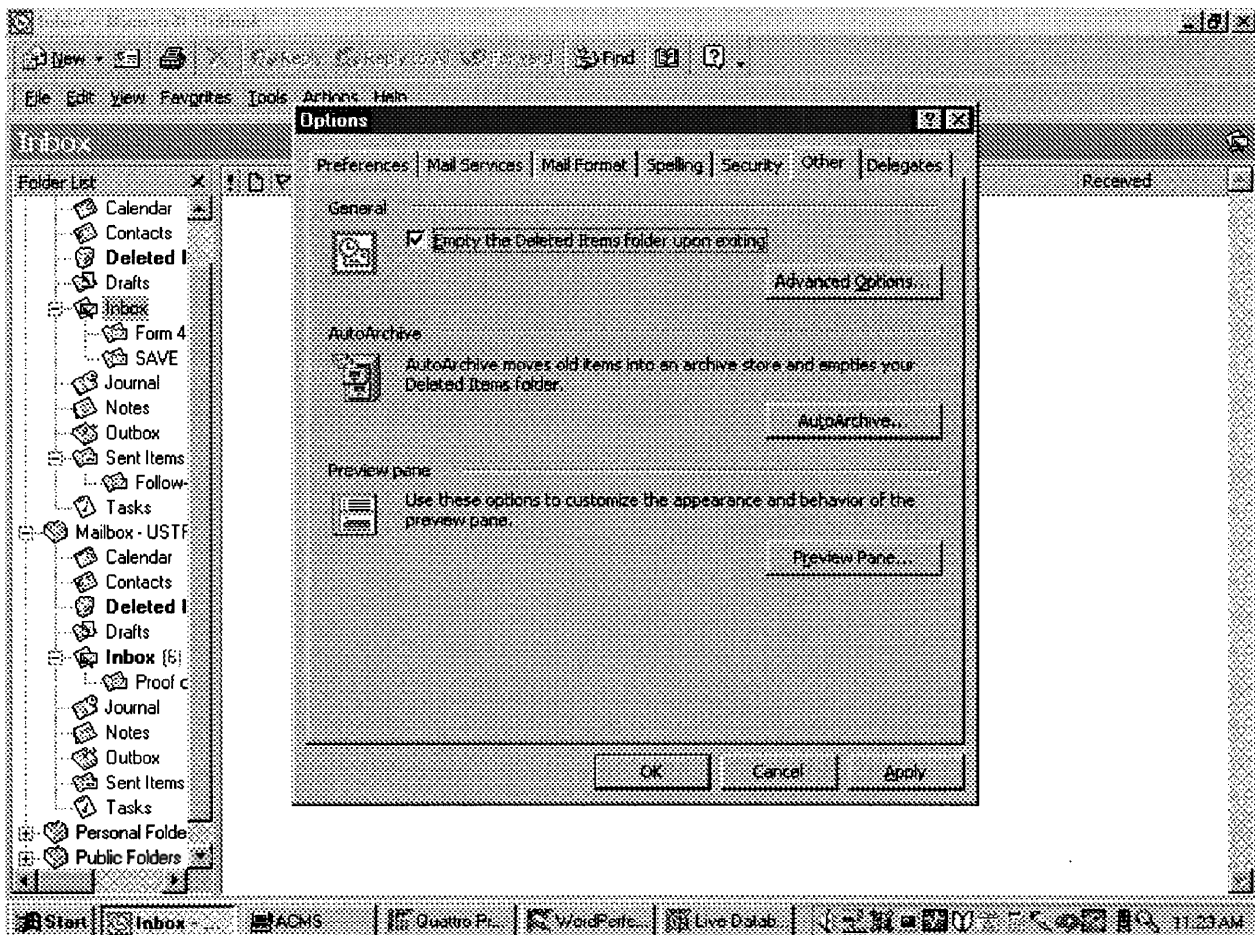 New
Find
File Edit View Favorites Tools Actions Help
Inbox
Options
Preferences Mail Services Mail Format Spelling Security Other Delegates
Folder List
Received
Calendar
Contacts
Deleted I
Drafts
Inbox
Form 4
SAVE
Journal
Notes
Outbox
Sent Items
Follow-
Tasks
Mailbox - USTF
Calendar
Contacts
Deleted I
Drafts
Inbox (6)
Proof c
Journal
Notes
Outbox
Sent Items
Tasks
Personal Folde
Public Folders
General
Empty the Deleted Items folder upon exiting
Advanced Options...
AutoArchive
AutoArchive moves old items into an archive store and empties your
Deleted Items folder.
AutoArchive...
Preview pane
Use these options to customize the appearance and behavior of the
preview pane.
Preview Pane...
OK Cancel Apply
Start Inbox - ... ACMS Quattro Pr... WordPerfe... Live Datab... 11:23 AM